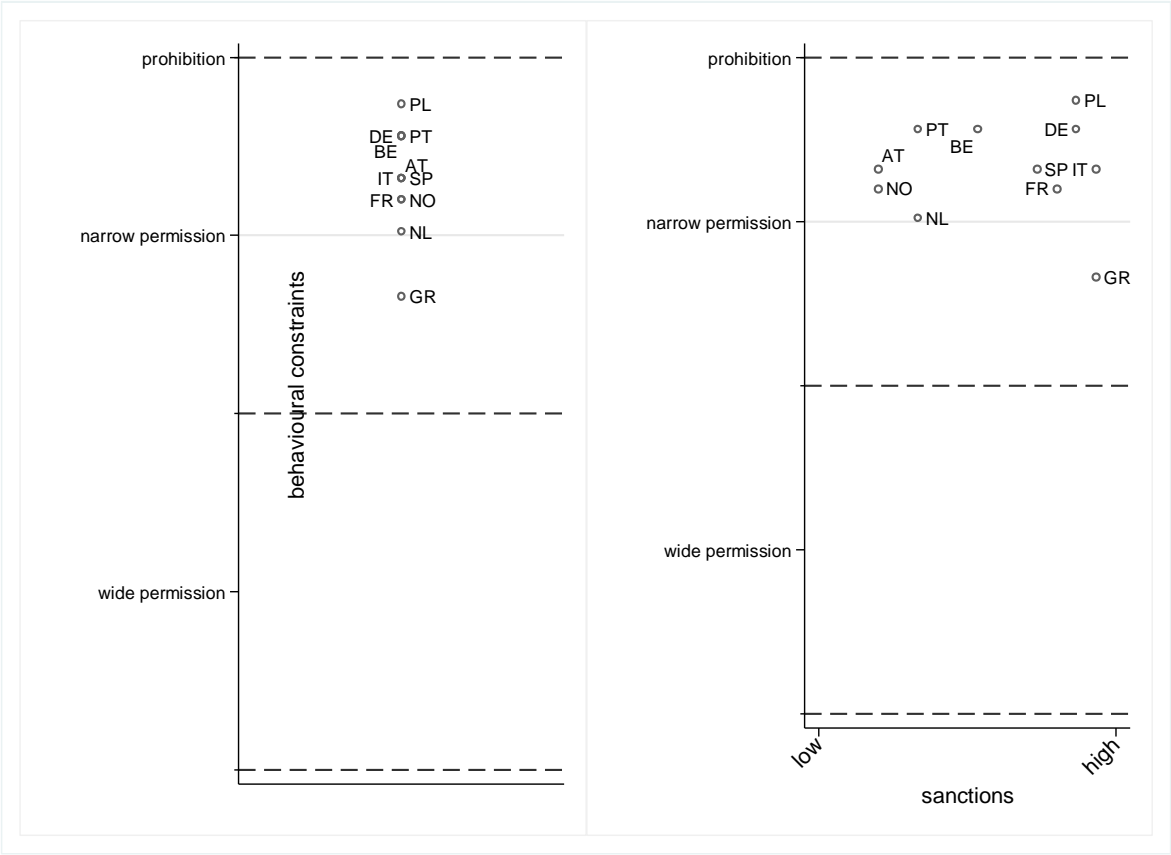 prohibition
PL
DE PT
BE
AT
IT SP
FR NO
narrow permission
NL
GR
behavioural constraints
wide permission
prohibition
PL
PT DE
BE
AT
SP IT
NO FR
narrow permission
NL
GR
wide permission
low high
sanctions